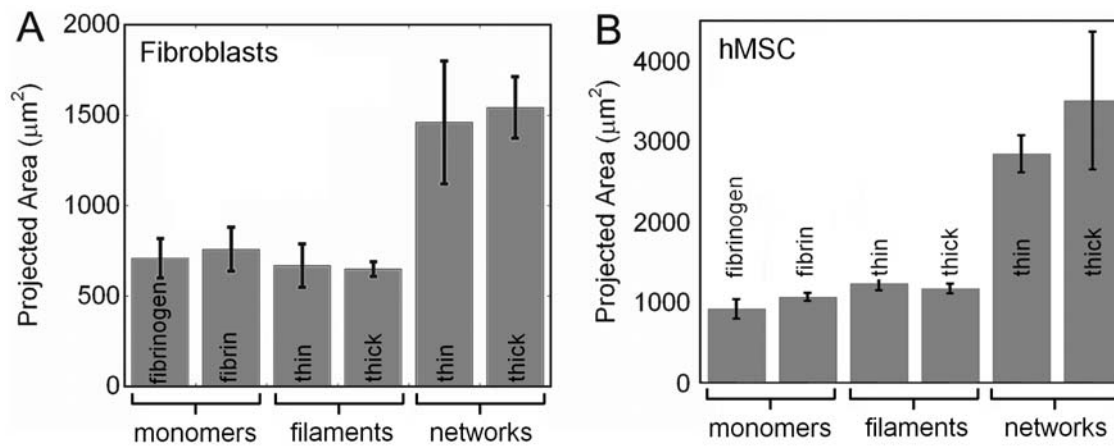 A
Fibroblasts
Projected Area (μm²)
2000
1500
1000
500
0
fibrinogen
fibrin
thin
thick
thin
thick
monomers
filaments
networks
B
hMSC
Projected Area (μm²)
4000
3000
2000
1000
0
fibrinogen
fibrin
thin
thick
thin
thick
monomers
filaments
networks